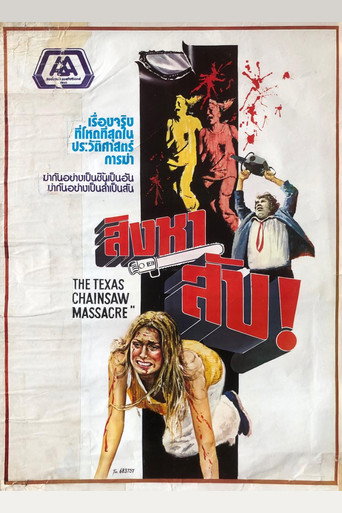 เรื่องจริง
ที่โหดที่สุดใน
ประวัติศาสตร์
การฆ่า
ฆ่ากันอย่างเป็นชิ้นเป็นอัน
ฆ่ากันอย่างเป็นล่ำเป็นสัน
สิงหา
สับ!
THE TEXAS
CHAINSAW
MASSACRE"